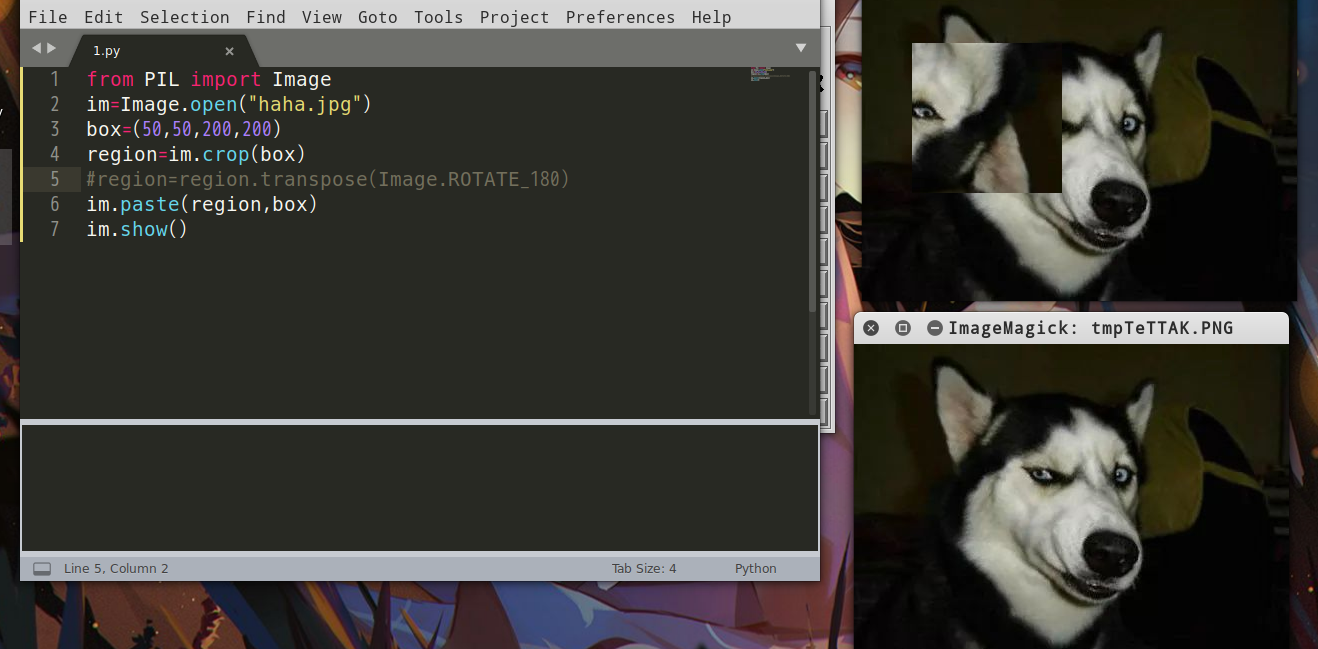 File Edit Selection Find View Goto Tools Project Preferences Help
1.py
1 from PIL import Image
2 im=Image.open("haha.jpg")
3 box=(50,50,200,200)
4 region=im.crop(box)
5 #region=region.transpose(Image.ROTATE_180)
6 im.paste(region,box)
7 im.show()
Line 5, Column 2 Tab Size: 4 Python
ImageMagick: tmpTeTTAK.PNG